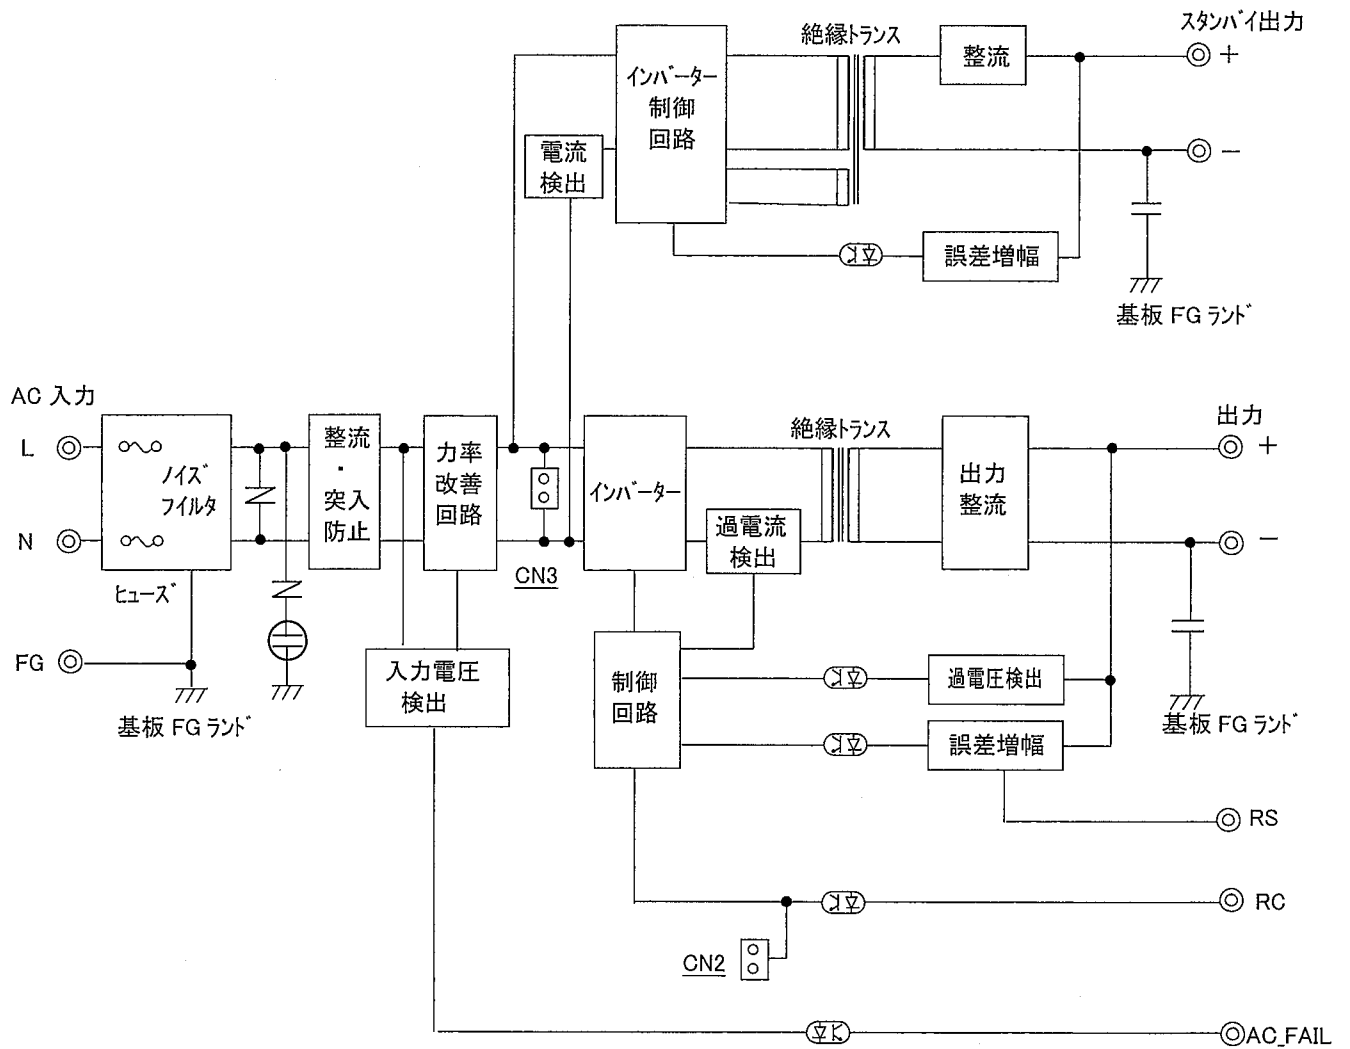 スタンバイ出力
絶縁トランス
整流
+
インバーター
制御
回路
電流
検出
−
誤差増幅
基板 FG ランド
AC 入力
出力
絶縁トランス
L
+
整流
・
突入
防止
力率
改善
回路
ノイズ
フイルタ
インバーター
出力
整流
過電流
検出
N
−
CN3
ヒューズ
FG
入力電圧
検出
制御
回路
過電圧検出
基板 FG ランド
基板 FG ランド
誤差増幅
RS
RC
CN2
AC_FAIL